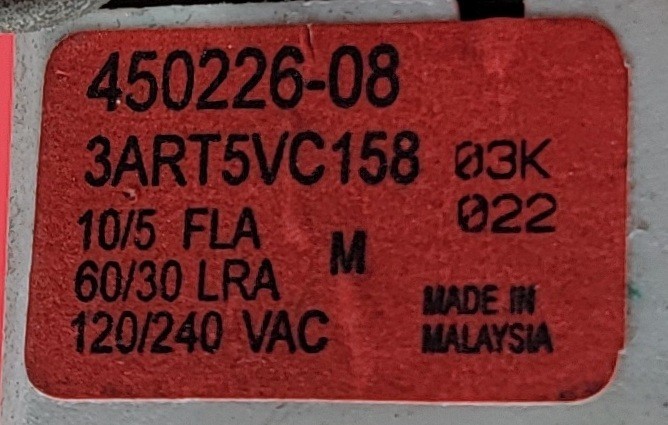 450226-08
3ART5VC158 03K
022
10/5 FLA
M
60/30 LRA
120/240 VAC
MADE IN
MALAYSIA